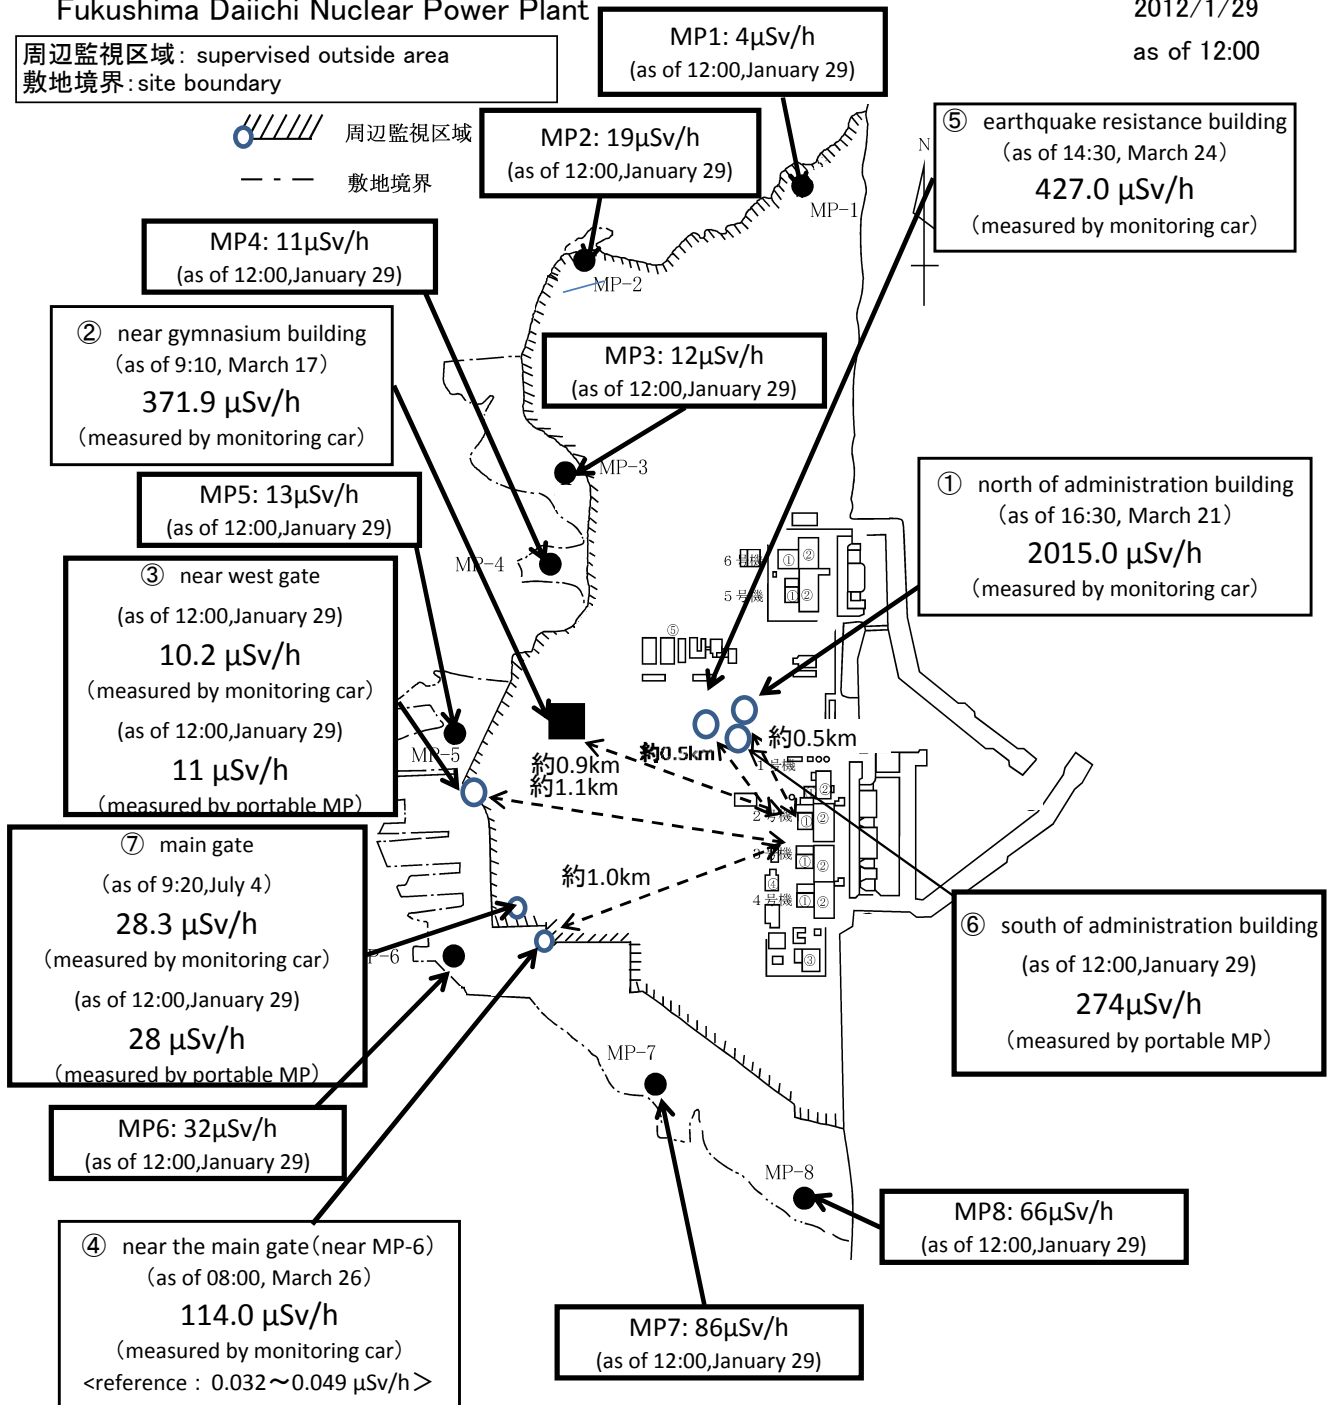 Fukushima Daiichi Nuclear Power Plant
2012/1/29
as of 12:00
周辺監視区域: supervised outside area
敷地境界:site boundary
周辺監視区域
敷地境界
MP1: 4μSv/h
(as of 12:00,January 29)
MP2: 19μSv/h
(as of 12:00,January 29)
⑤ earthquake resistance building
(as of 14:30, March 24)
427.0 μSv/h
(measured by monitoring car)
N
MP-1
MP4: 11μSv/h
(as of 12:00,January 29)
MP-2
② near gymnasium building
(as of 9:10, March 17)
371.9 μSv/h
(measured by monitoring car)
MP3: 12μSv/h
(as of 12:00,January 29)
MP-3
MP5: 13μSv/h
(as of 12:00,January 29)
① north of administration building
(as of 16:30, March 21)
2015.0 μSv/h
(measured by monitoring car)
MP-4
6号機
① ②
5号機
① ②
③ near west gate
(as of 12:00,January 29)
10.2 μSv/h
(measured by monitoring car)
(as of 12:00,January 29)
11 μSv/h
(measured by portable MP)
⑤
MP-5
約0.9km
約1.1km
約0.5km
約0.5km
1号機
②
2号機
① ②
3号機
① ②
④
4号機
① ②
③
⑦ main gate
(as of 9:20,July 4)
28.3 μSv/h
(measured by monitoring car)
(as of 12:00,January 29)
28 μSv/h
(measured by portable MP)
約1.0km
P-6
⑥ south of administration building
(as of 12:00,January 29)
274μSv/h
(measured by portable MP)
MP-7
MP6: 32μSv/h
(as of 12:00,January 29)
MP-8
MP8: 66μSv/h
(as of 12:00,January 29)
④ near the main gate(near MP-6)
(as of 08:00, March 26)
114.0 μSv/h
(measured by monitoring car)
<reference : 0.032～0.049 μSv/h>
MP7: 86μSv/h
(as of 12:00,January 29)